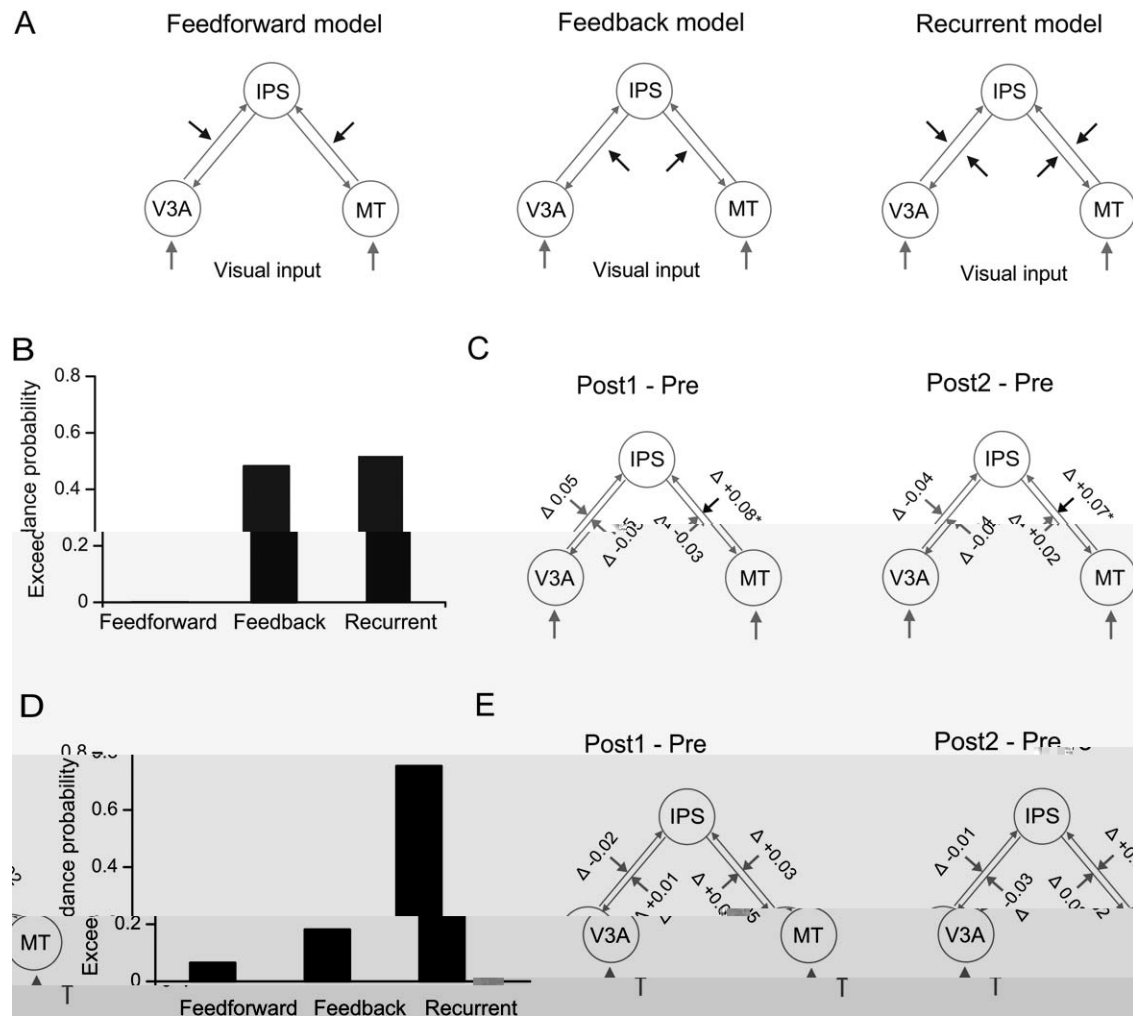 A
Feedforward model
Feedback model
Recurrent model
IPS
V3A
MT
Visual input
IPS
V3A
MT
Visual input
IPS
V3A
MT
Visual input
B
Exceedance probability
0.8
0.6
0.4
0.2
0
Feedforward
Feedback
Recurrent
C
Post1 - Pre
IPS
Δ 0.05
Δ +0.08*
Δ -0.03
V3A
MT
Post2 - Pre
IPS
Δ -0.04
Δ +0.07*
Δ +0.02
V3A
MT
D
dance probability
0.8
0.6
0.4
0.2
0
Feedforward
Feedback
Recurrent
MT
E
Post1 - Pre
IPS
Δ -0.02
Δ +0.03
Δ +0.01
V3A
MT
Post2 - Pre
IPS
Δ -0.01
-0.03
V3A